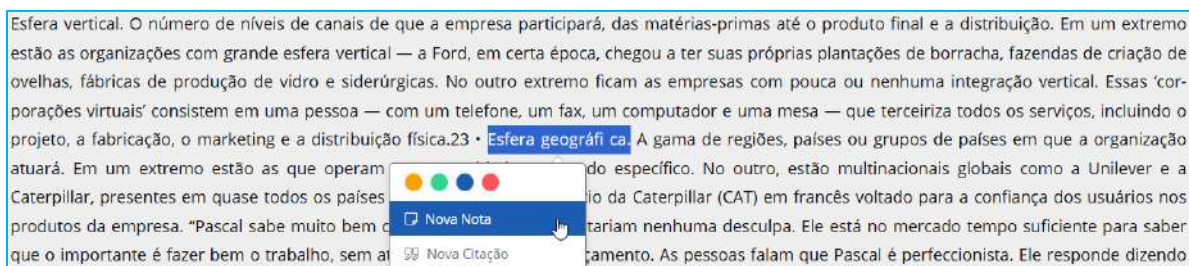 Esfera vertical. O número de níveis de canais de que a empresa participará, das matérias-primas até o produto final e a distribuição. Em um extremo
estão as organizações com grande esfera vertical — a Ford, em certa época, chegou a ter suas próprias plantações de borracha, fazendas de criação de
ovelhas, fábricas de produção de vidro e siderúrgicas. No outro extremo ficam as empresas com pouca ou nenhuma integração vertical. Essas ‘cor-
porações virtuais’ consistem em uma pessoa — com um telefone, um fax, um computador e uma mesa — que terceiriza todos os serviços, incluindo o
projeto, a fabricação, o marketing e a distribuição física.23 • Esfera geográfi ca. A gama de regiões, países ou grupos de países em que a organização
atuará. Em um extremo estão as que operam do específico. No outro, estão multinacionais globais como a Unilever e a
Caterpillar, presentes em quase todos os países io da Caterpillar (CAT) em francês voltado para a confiança dos usuários nos
Nova Nota
produtos da empresa. “Pascal sabe muito bem tariam nenhuma desculpa. Ele está no mercado tempo suficiente para saber
Nova Citação
que o importante é fazer bem o trabalho, sem çamento. As pessoas falam que Pascal é perfeccionista. Ele responde dizendo